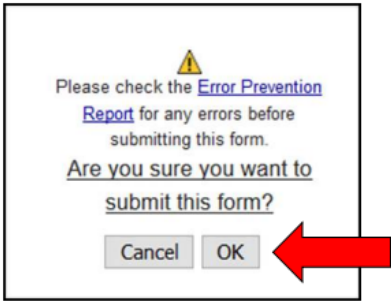 Please check the Error Prevention
Report for any errors before
submitting this form.
Are you sure you want to
submit this form?
Cancel OK